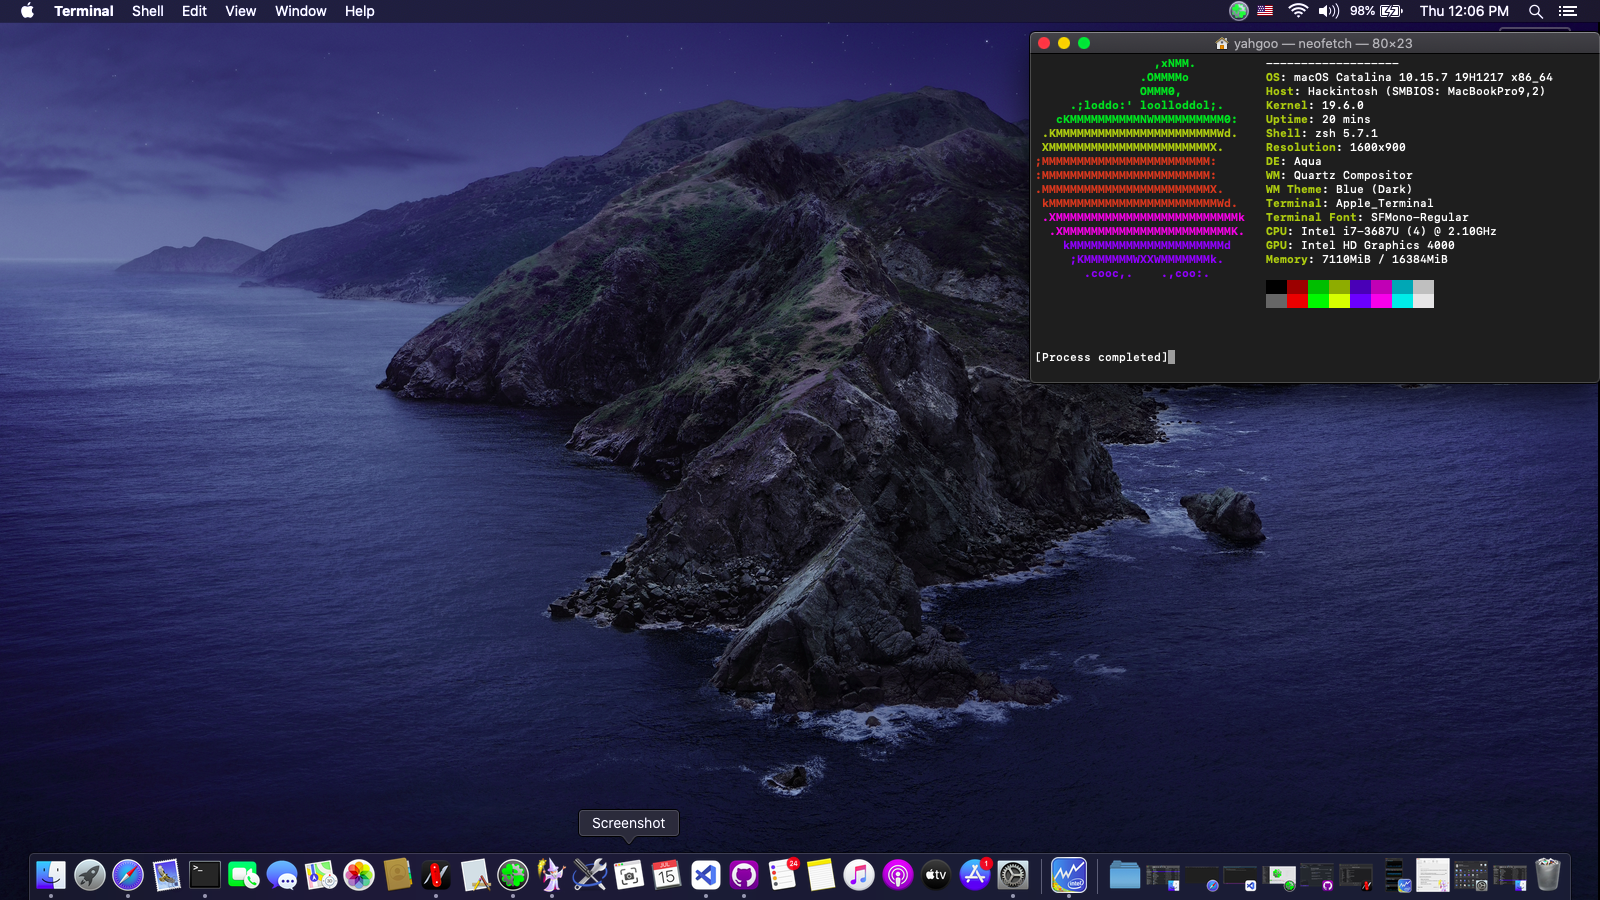 Terminal Shell Edit View Window Help 98% Thu 12:06 PM
yahgoo — neofetch — 80×23
,xNMM. -------------------
.OMMMMo OS: macOS Catalina 10.15.7 19H1217 x86_64
OMMM0, Host: Hackintosh (SMBIOS: MacBookPro9,2)
.;loddo:' loolloddol;. Kernel: 19.6.0
cKMMMMMMMMMMNWMMMMMMMMMM0: Uptime: 20 mins
.KMMMMMMMMMMMMMMMMMMMMMMMWd. Shell: zsh 5.7.1
XMMMMMMMMMMMMMMMMMMMMMMMX. Resolution: 1600x900
;MMMMMMMMMMMMMMMMMMMMMMMM: DE: Aqua
:MMMMMMMMMMMMMMMMMMMMMMMM: WM: Quartz Compositor
.MMMMMMMMMMMMMMMMMMMMMMMMX. WM Theme: Blue (Dark)
kMMMMMMMMMMMMMMMMMMMMMMMMWd. Terminal: Apple_Terminal
.XMMMMMMMMMMMMMMMMMMMMMMMMMMk Terminal Font: SFMono-Regular
.XMMMMMMMMMMMMMMMMMMMMMMMMK. CPU: Intel i7-3687U (4) @ 2.10GHz
kMMMMMMMMMMMMMMMMMMMMMMd GPU: Intel HD Graphics 4000
;KMMMMMMMWXXWMMMMMMMk. Memory: 7110MiB / 16384MiB
.cooc,. .,coo:.
[Process completed]
Screenshot
JUL
15
24
tv
1
intel